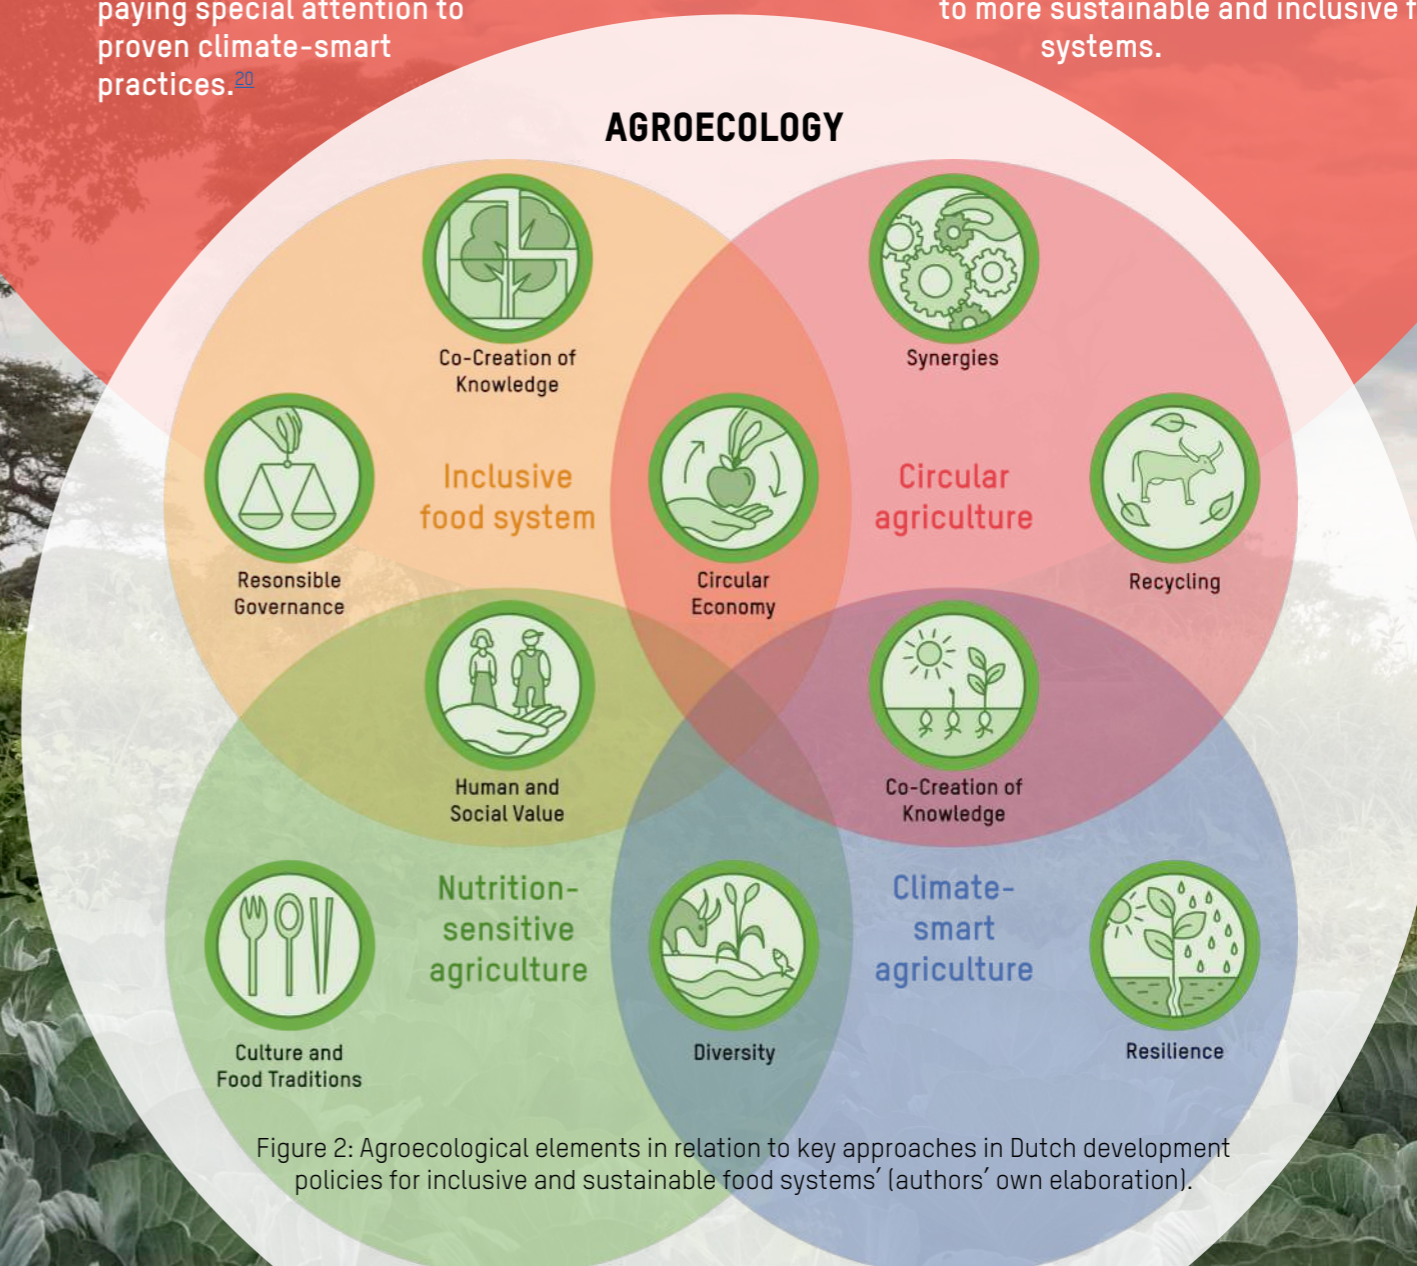 paying special attention to
proven climate-smart
practices.20
to more sustainable and inclusive f
systems.
AGROECOLOGY
Co-Creation of
Knowledge
Synergies
Inclusive
food system
Circular
agriculture
Resonsible
Governance
Circular
Economy
Recycling
Human and
Social Value
Co-Creation of
Knowledge
Nutrition-
sensitive
agriculture
Climate-
smart
agriculture
Culture and
Food Traditions
Diversity
Resilience
Figure 2: Agroecological elements in relation to key approaches in Dutch development
policies for inclusive and sustainable food systems’ (authors’ own elaboration).